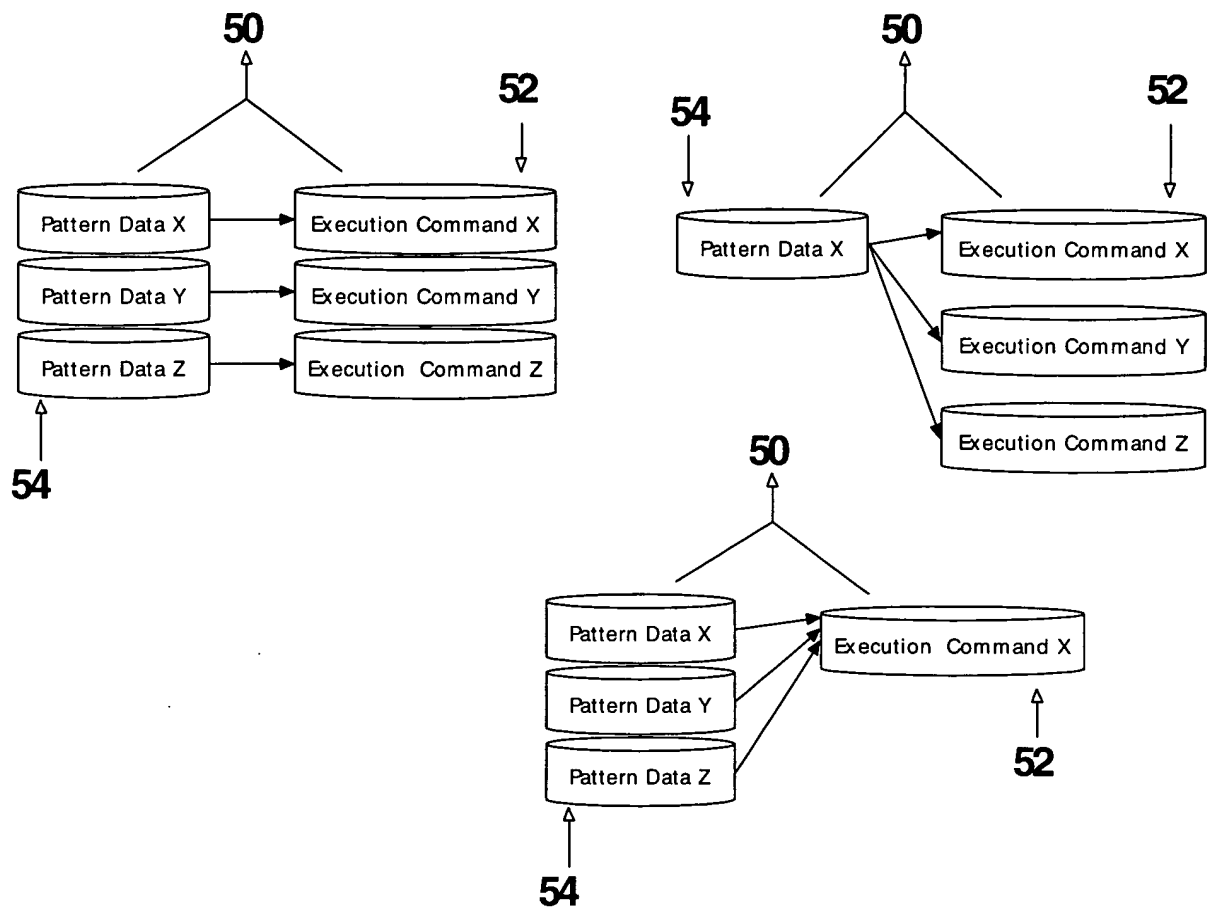 50
52
Pattern Data X
Execution Command X
Pattern Data Y
Execution Command Y
Pattern Data Z
Execution Command Z
54
50
54
52
Pattern Data X
Execution Command X
Execution Command Y
Execution Command Z
50
Pattern Data X
Execution Command X
Pattern Data Y
Pattern Data Z
52
54